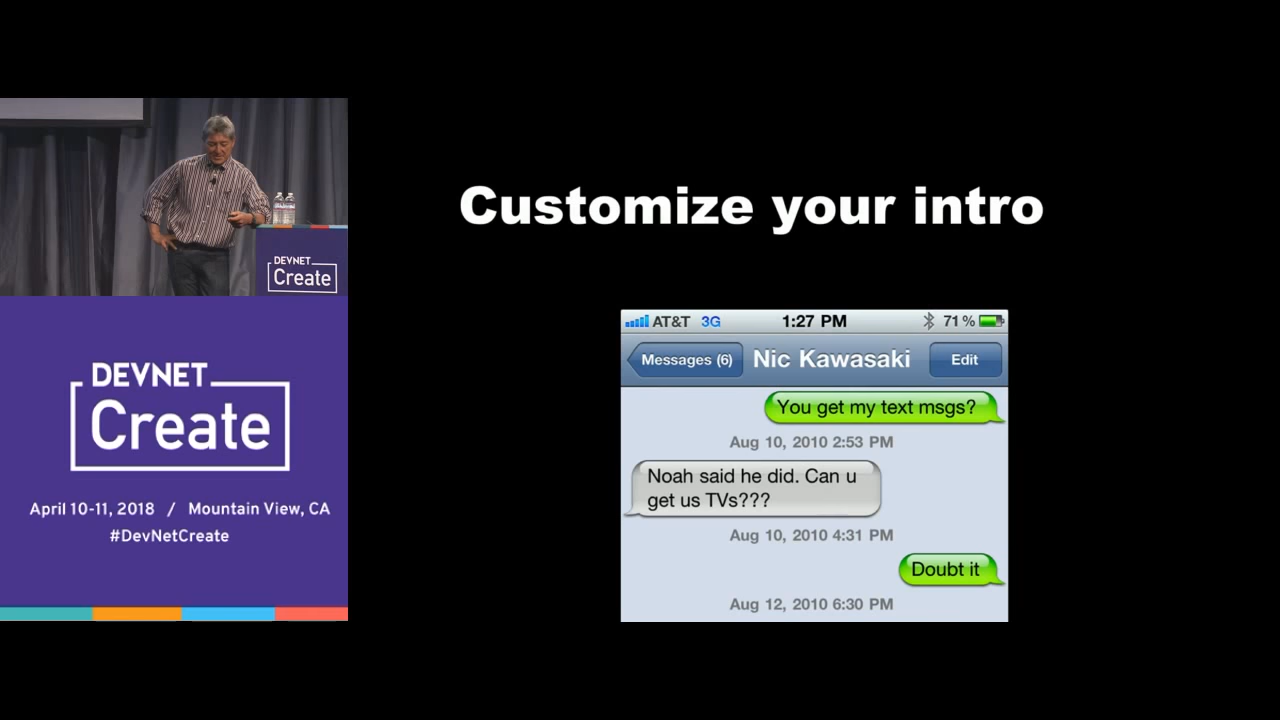 DEVNET
Create
DEVNET
Create
April 10-11, 2018 / Mountain View, CA
#DevNetCreate
Customize your intro
AT&T 3G 1:27 PM 71%
Messages (6) Nic Kawasaki Edit
You get my text msgs?
Aug 10, 2010 2:53 PM
Noah said he did. Can u
get us TVs???
Aug 10, 2010 4:31 PM
Doubt it
Aug 12, 2010 6:30 PM